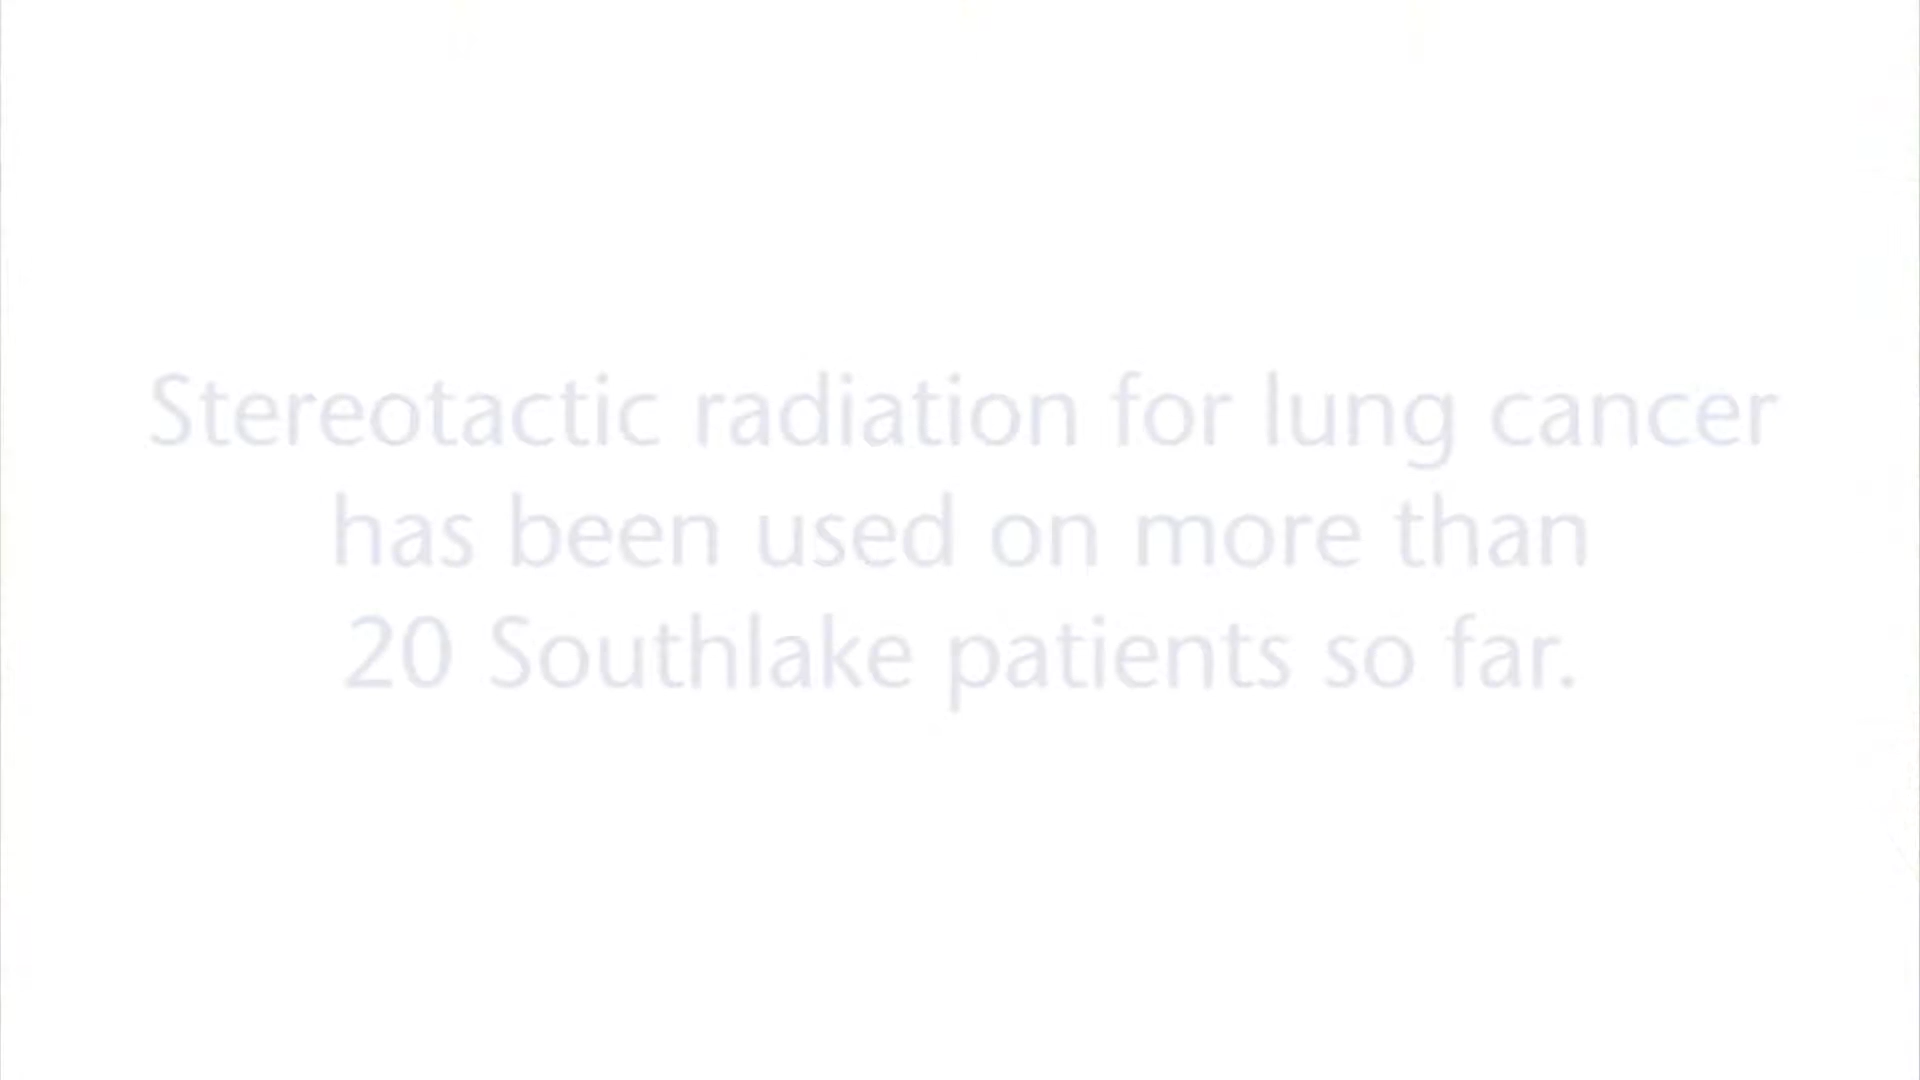 Stereotactic radiation for lung cancer
has been used on more than
20 Southlake patients so far.